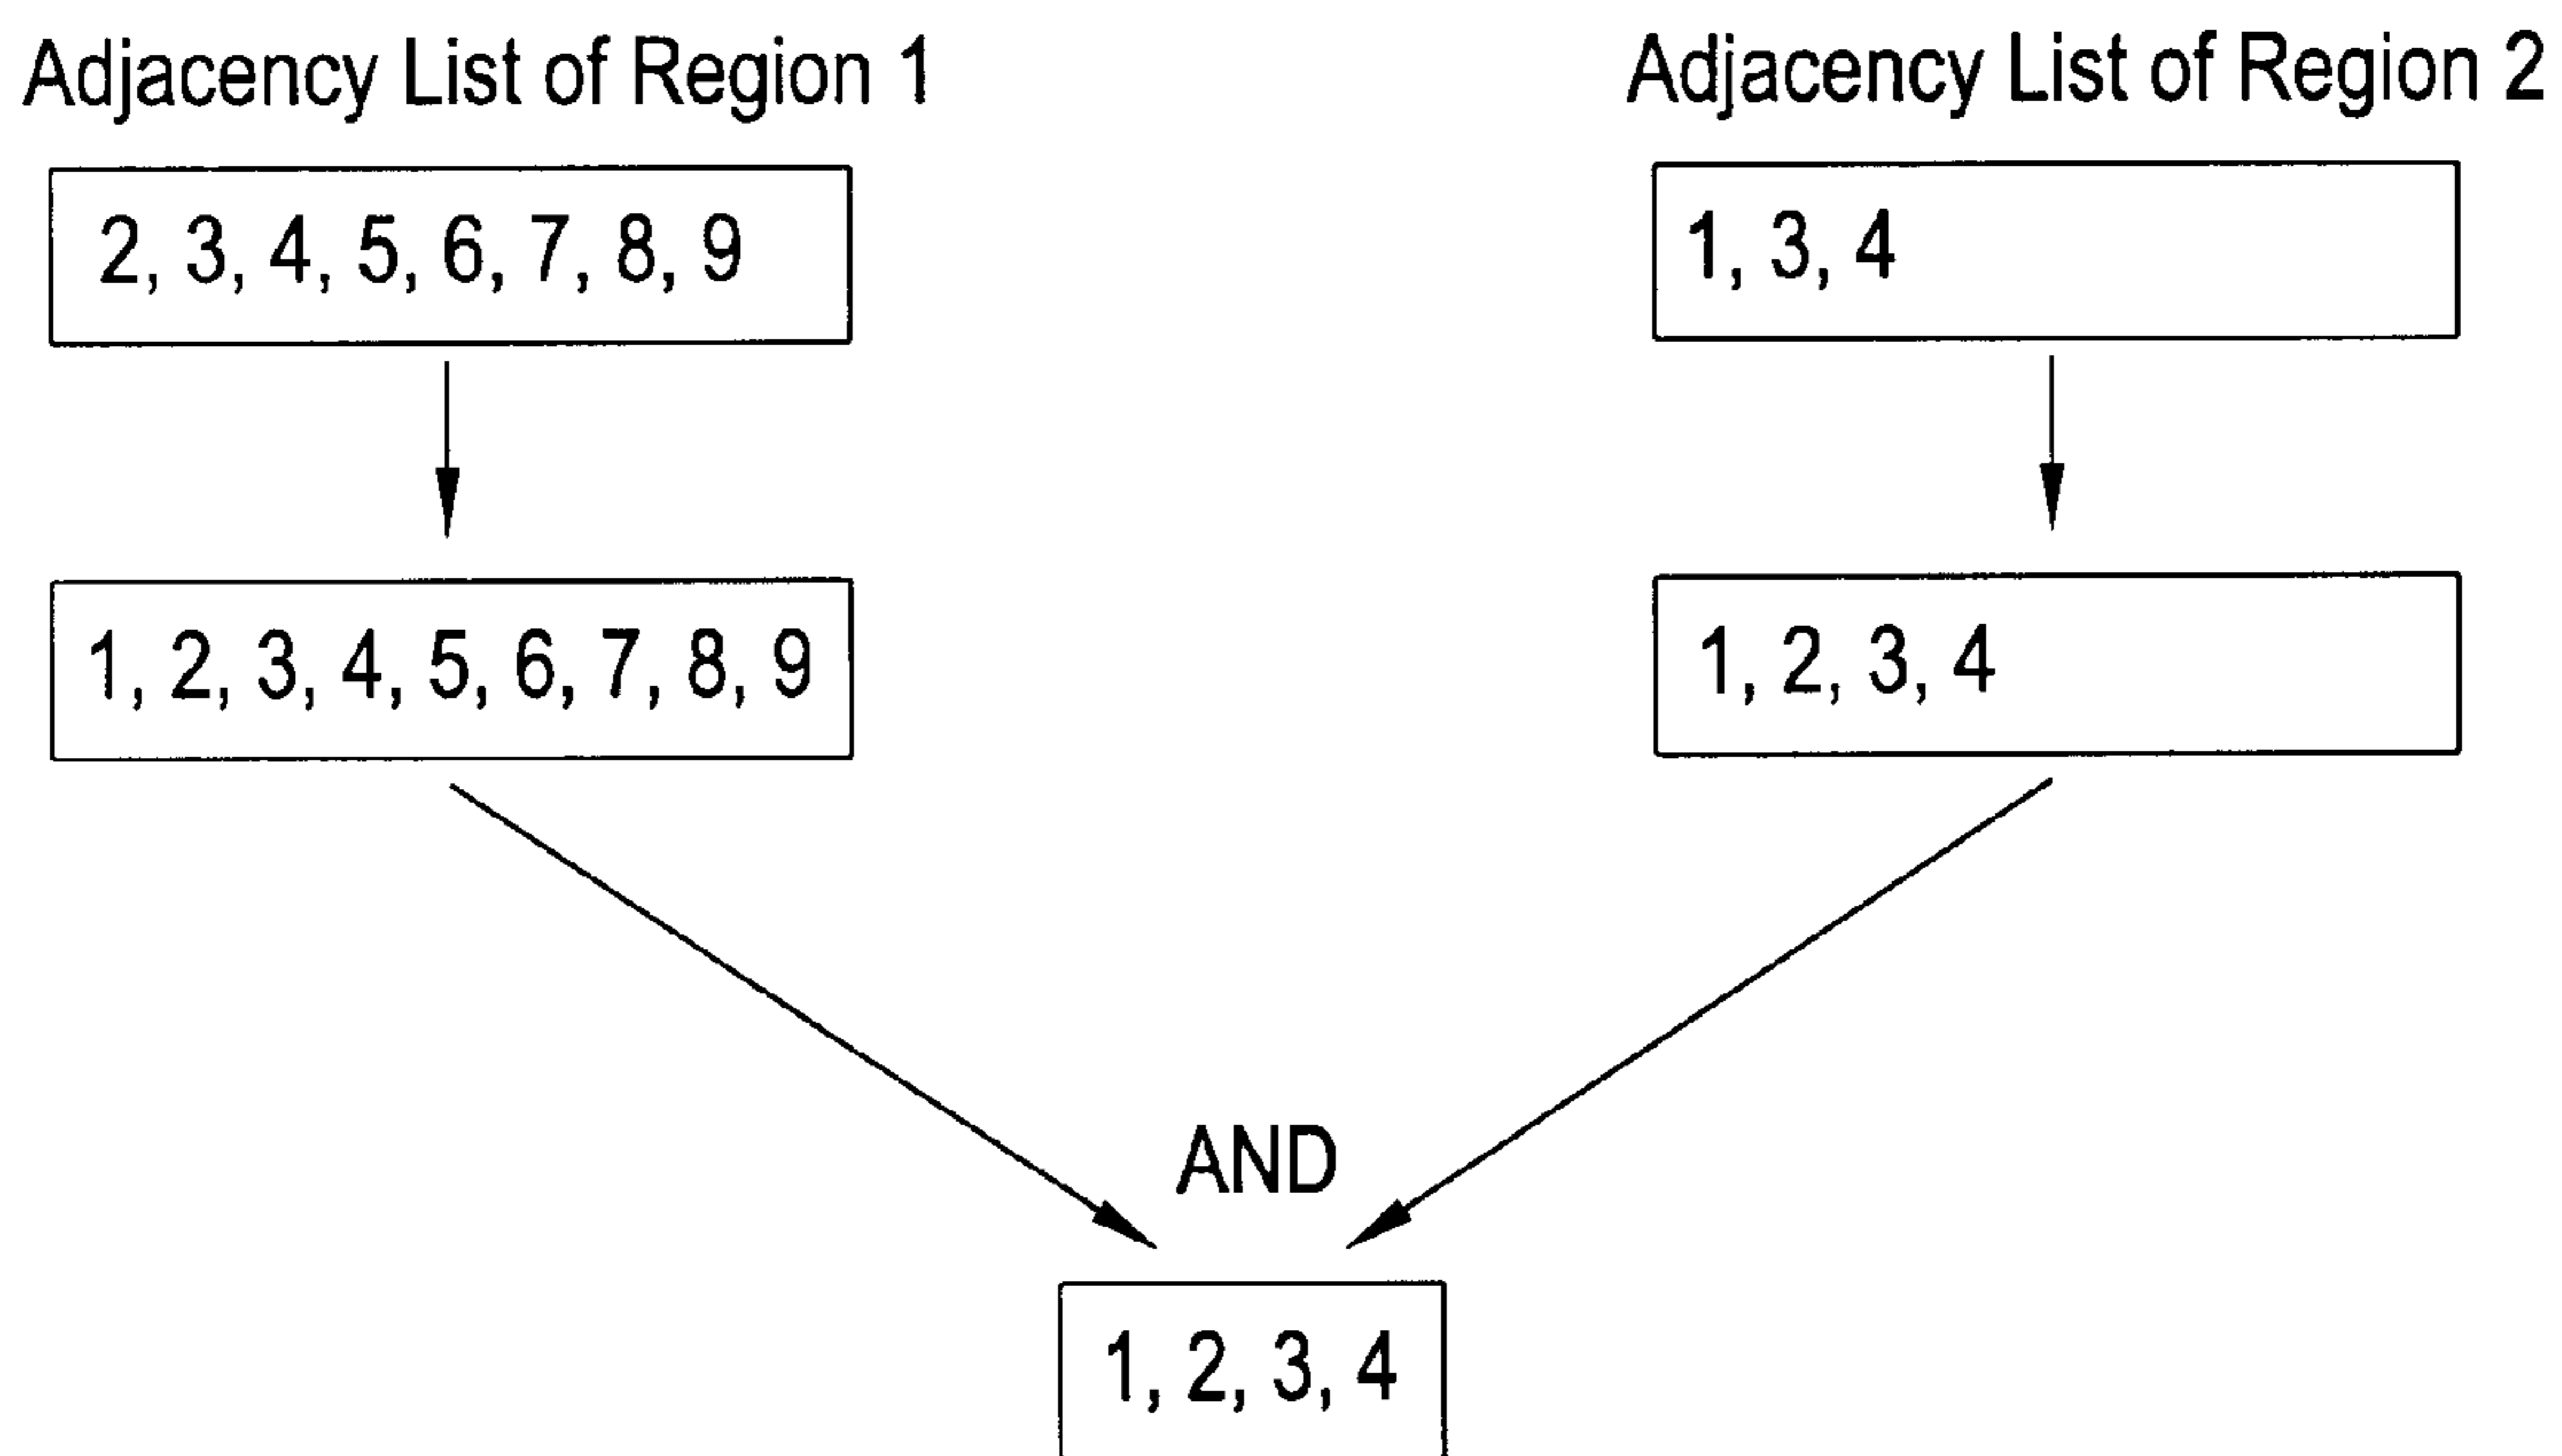 Adjacency List of Region 1
Adjacency List of Region 2
2, 3, 4, 5, 6, 7, 8, 9
1, 3, 4
1, 2, 3, 4, 5, 6, 7, 8, 9
1, 2, 3, 4
AND
1, 2, 3, 4